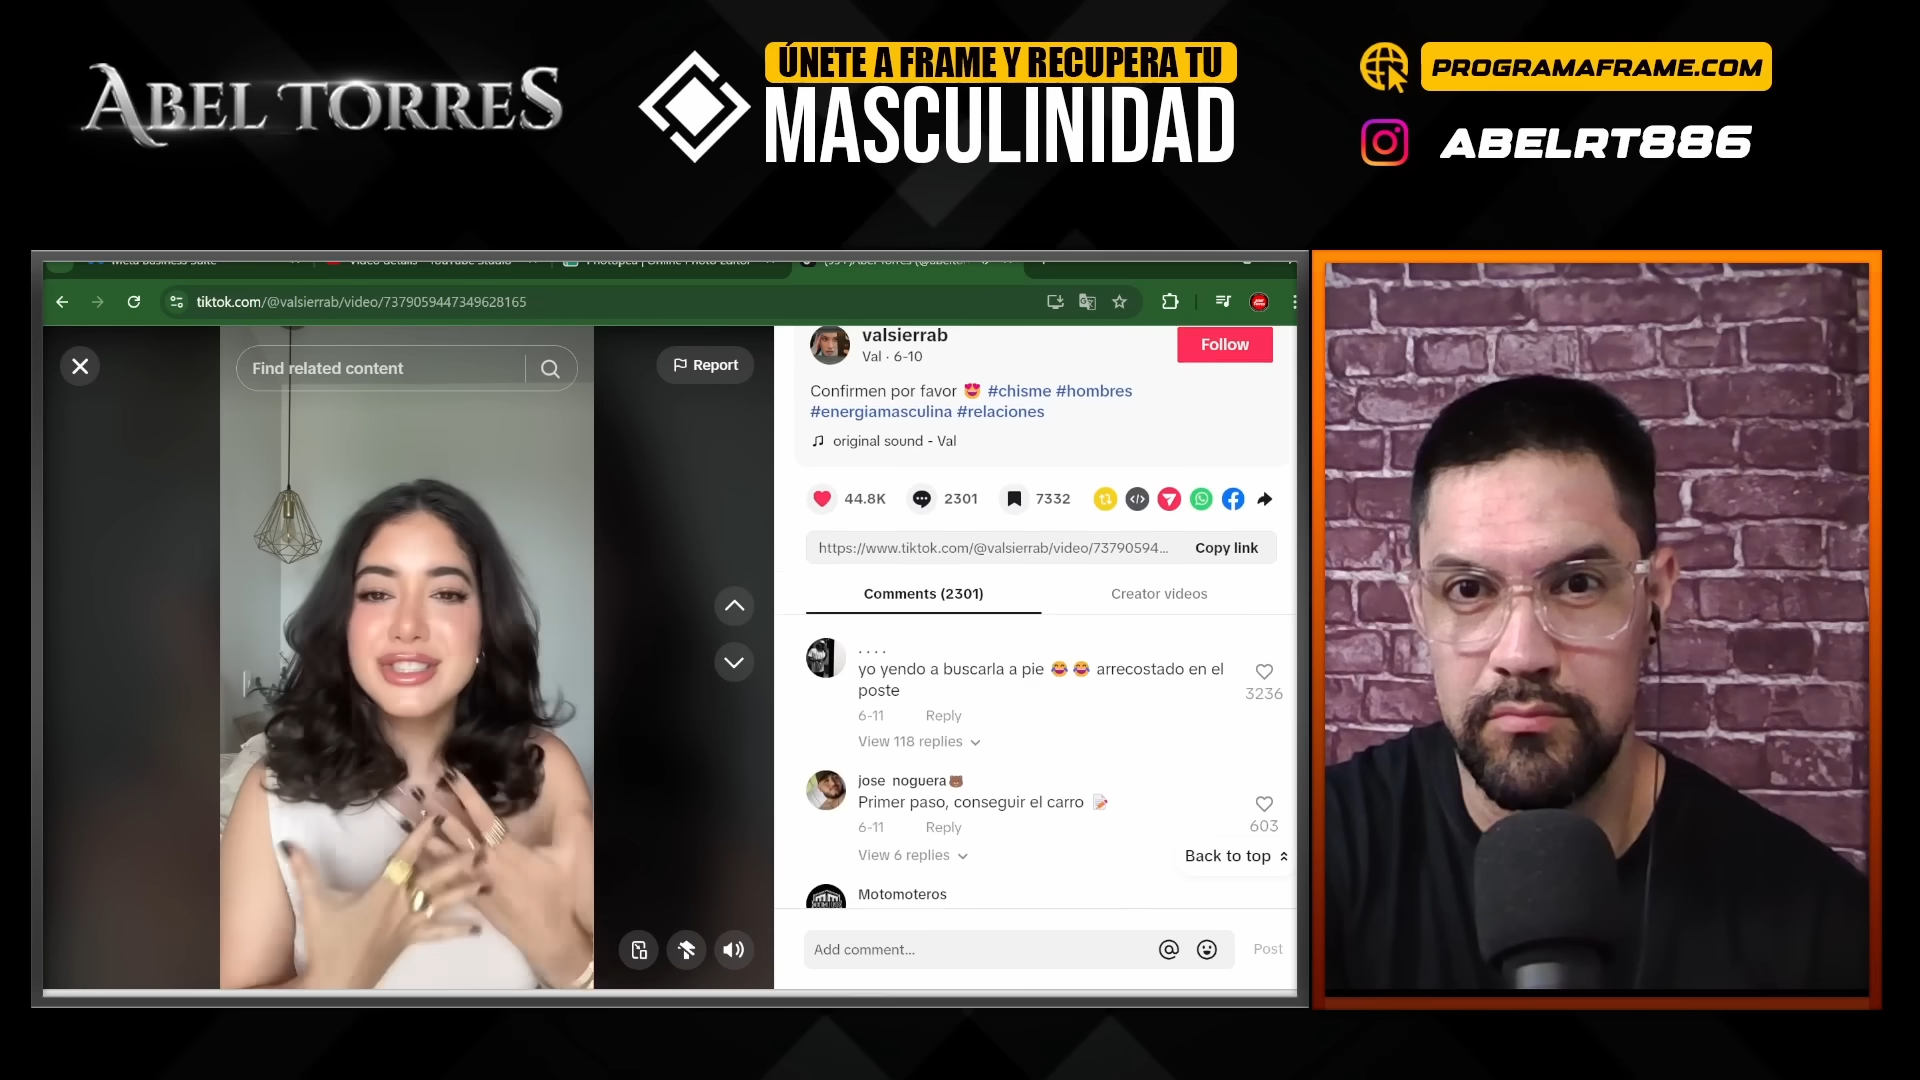 ABEL TORRES
ÚNETE A FRAME Y RECUPERA TU
MASCULINIDAD
PROGRAMAFRAME.COM
ABELRT886
tiktok.com/@valsierrab/video/7379059447349628165
Find related content
Report
valsierrab
Val · 6-10
Follow
Confirmen por favor 😍 #chisme #hombres
#energiamasculina #relaciones
original sound - Val
44.8K
2301
7332
https://www.tiktok.com/@valsierrab/video/73790594...
Copy link
Comments (2301)
Creator videos
. . . .
yo yendo a buscarla a pie 😂😂 arrecostado en el
poste
3236
6-11
Reply
View 118 replies
jose noguera🐻
Primer paso, conseguir el carro 📝
603
6-11
Reply
View 6 replies
Back to top
Motomoteros
Add comment...
Post